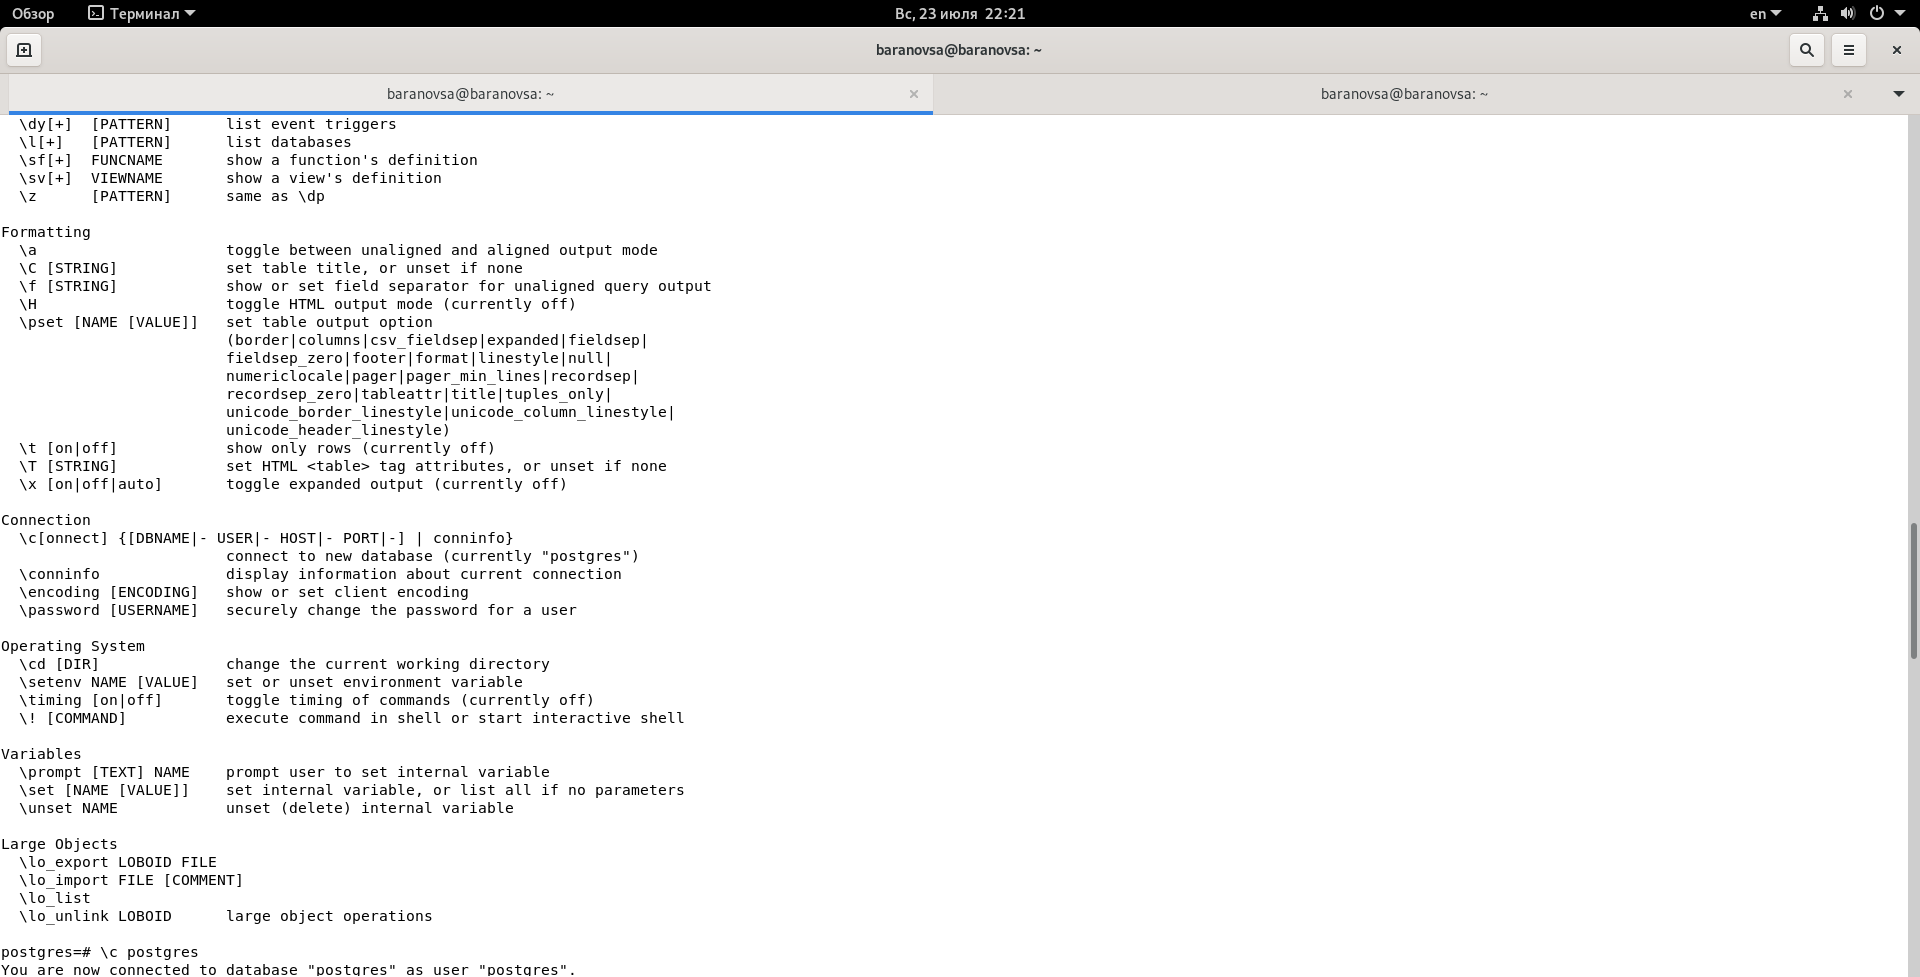 Обзор Терминал Вс, 23 июля 22:21 en
baranovsa@baranovsa: ~
baranovsa@baranovsa: ~ baranovsa@baranovsa: ~
\dy[+]  [PATTERN]      list event triggers
\l[+]   [PATTERN]      list databases
\sf[+]  FUNCNAME       show a function's definition
\sv[+]  VIEWNAME       show a view's definition
\z      [PATTERN]      same as \dp
Formatting
\a                     toggle between unaligned and aligned output mode
\C [STRING]            set table title, or unset if none
\f [STRING]            show or set field separator for unaligned query output
\H                     toggle HTML output mode (currently off)
\pset [NAME [VALUE]]   set table output option
(border|columns|csv_fieldsep|expanded|fieldsep|
fieldsep_zero|footer|format|linestyle|null|
numericlocale|pager|pager_min_lines|recordsep|
recordsep_zero|tableattr|title|tuples_only|
unicode_border_linestyle|unicode_column_linestyle|
unicode_header_linestyle)
\t [on|off]            show only rows (currently off)
\T [STRING]            set HTML <table> tag attributes, or unset if none
\x [on|off|auto]       toggle expanded output (currently off)
Connection
\c[onnect] {[DBNAME|- USER|- HOST|- PORT|-] | conninfo}
connect to new database (currently "postgres")
\conninfo              display information about current connection
\encoding [ENCODING]   show or set client encoding
\password [USERNAME]   securely change the password for a user
Operating System
\cd [DIR]              change the current working directory
\setenv NAME [VALUE]   set or unset environment variable
\timing [on|off]       toggle timing of commands (currently off)
\! [COMMAND]           execute command in shell or start interactive shell
Variables
\prompt [TEXT] NAME    prompt user to set internal variable
\set [NAME [VALUE]]    set internal variable, or list all if no parameters
\unset NAME            unset (delete) internal variable
Large Objects
\lo_export LOBOID FILE
\lo_import FILE [COMMENT]
\lo_list
\lo_unlink LOBOID      large object operations
postgres=# \c postgres
You are now connected to database "postgres" as user "postgres".